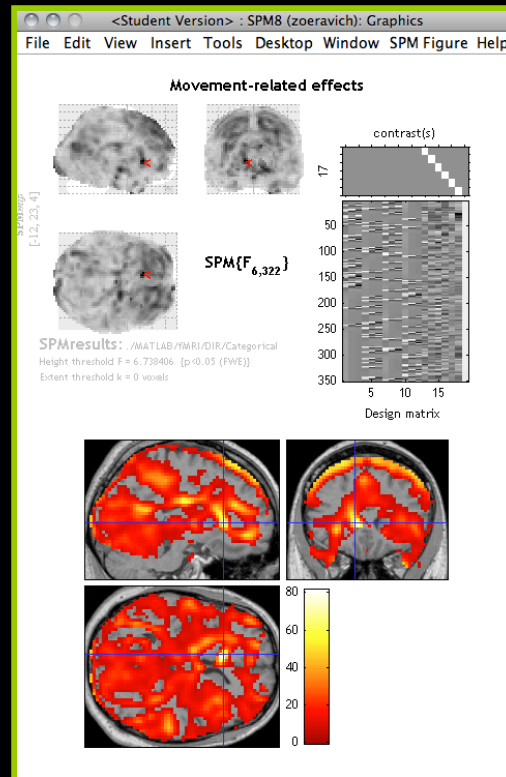 <Student Version> : SPM8 (zoeravich): Graphics
File Edit View Insert Tools Desktop Window SPM Figure Help
Movement-related effects
SPMmip
[-12, 23, 4]
SPM{F6,322}
SPMresults: ./MATLAB/fMRI/DIR/Categorical
Height threshold F = 6.738406 {p<0.05 (FWE)}
Extent threshold k = 0 voxels
contrast(s)
17
50
100
150
200
250
300
350
5 10 15
Design matrix
80
60
40
20
0